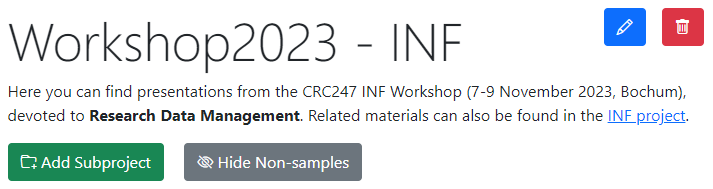 Workshop2023 - INF
Here you can find presentations from the CRC247 INF Workshop (7-9 November 2023, Bochum),
devoted to Research Data Management. Related materials can also be found in the INF project.
Add Subproject Hide Non-samples